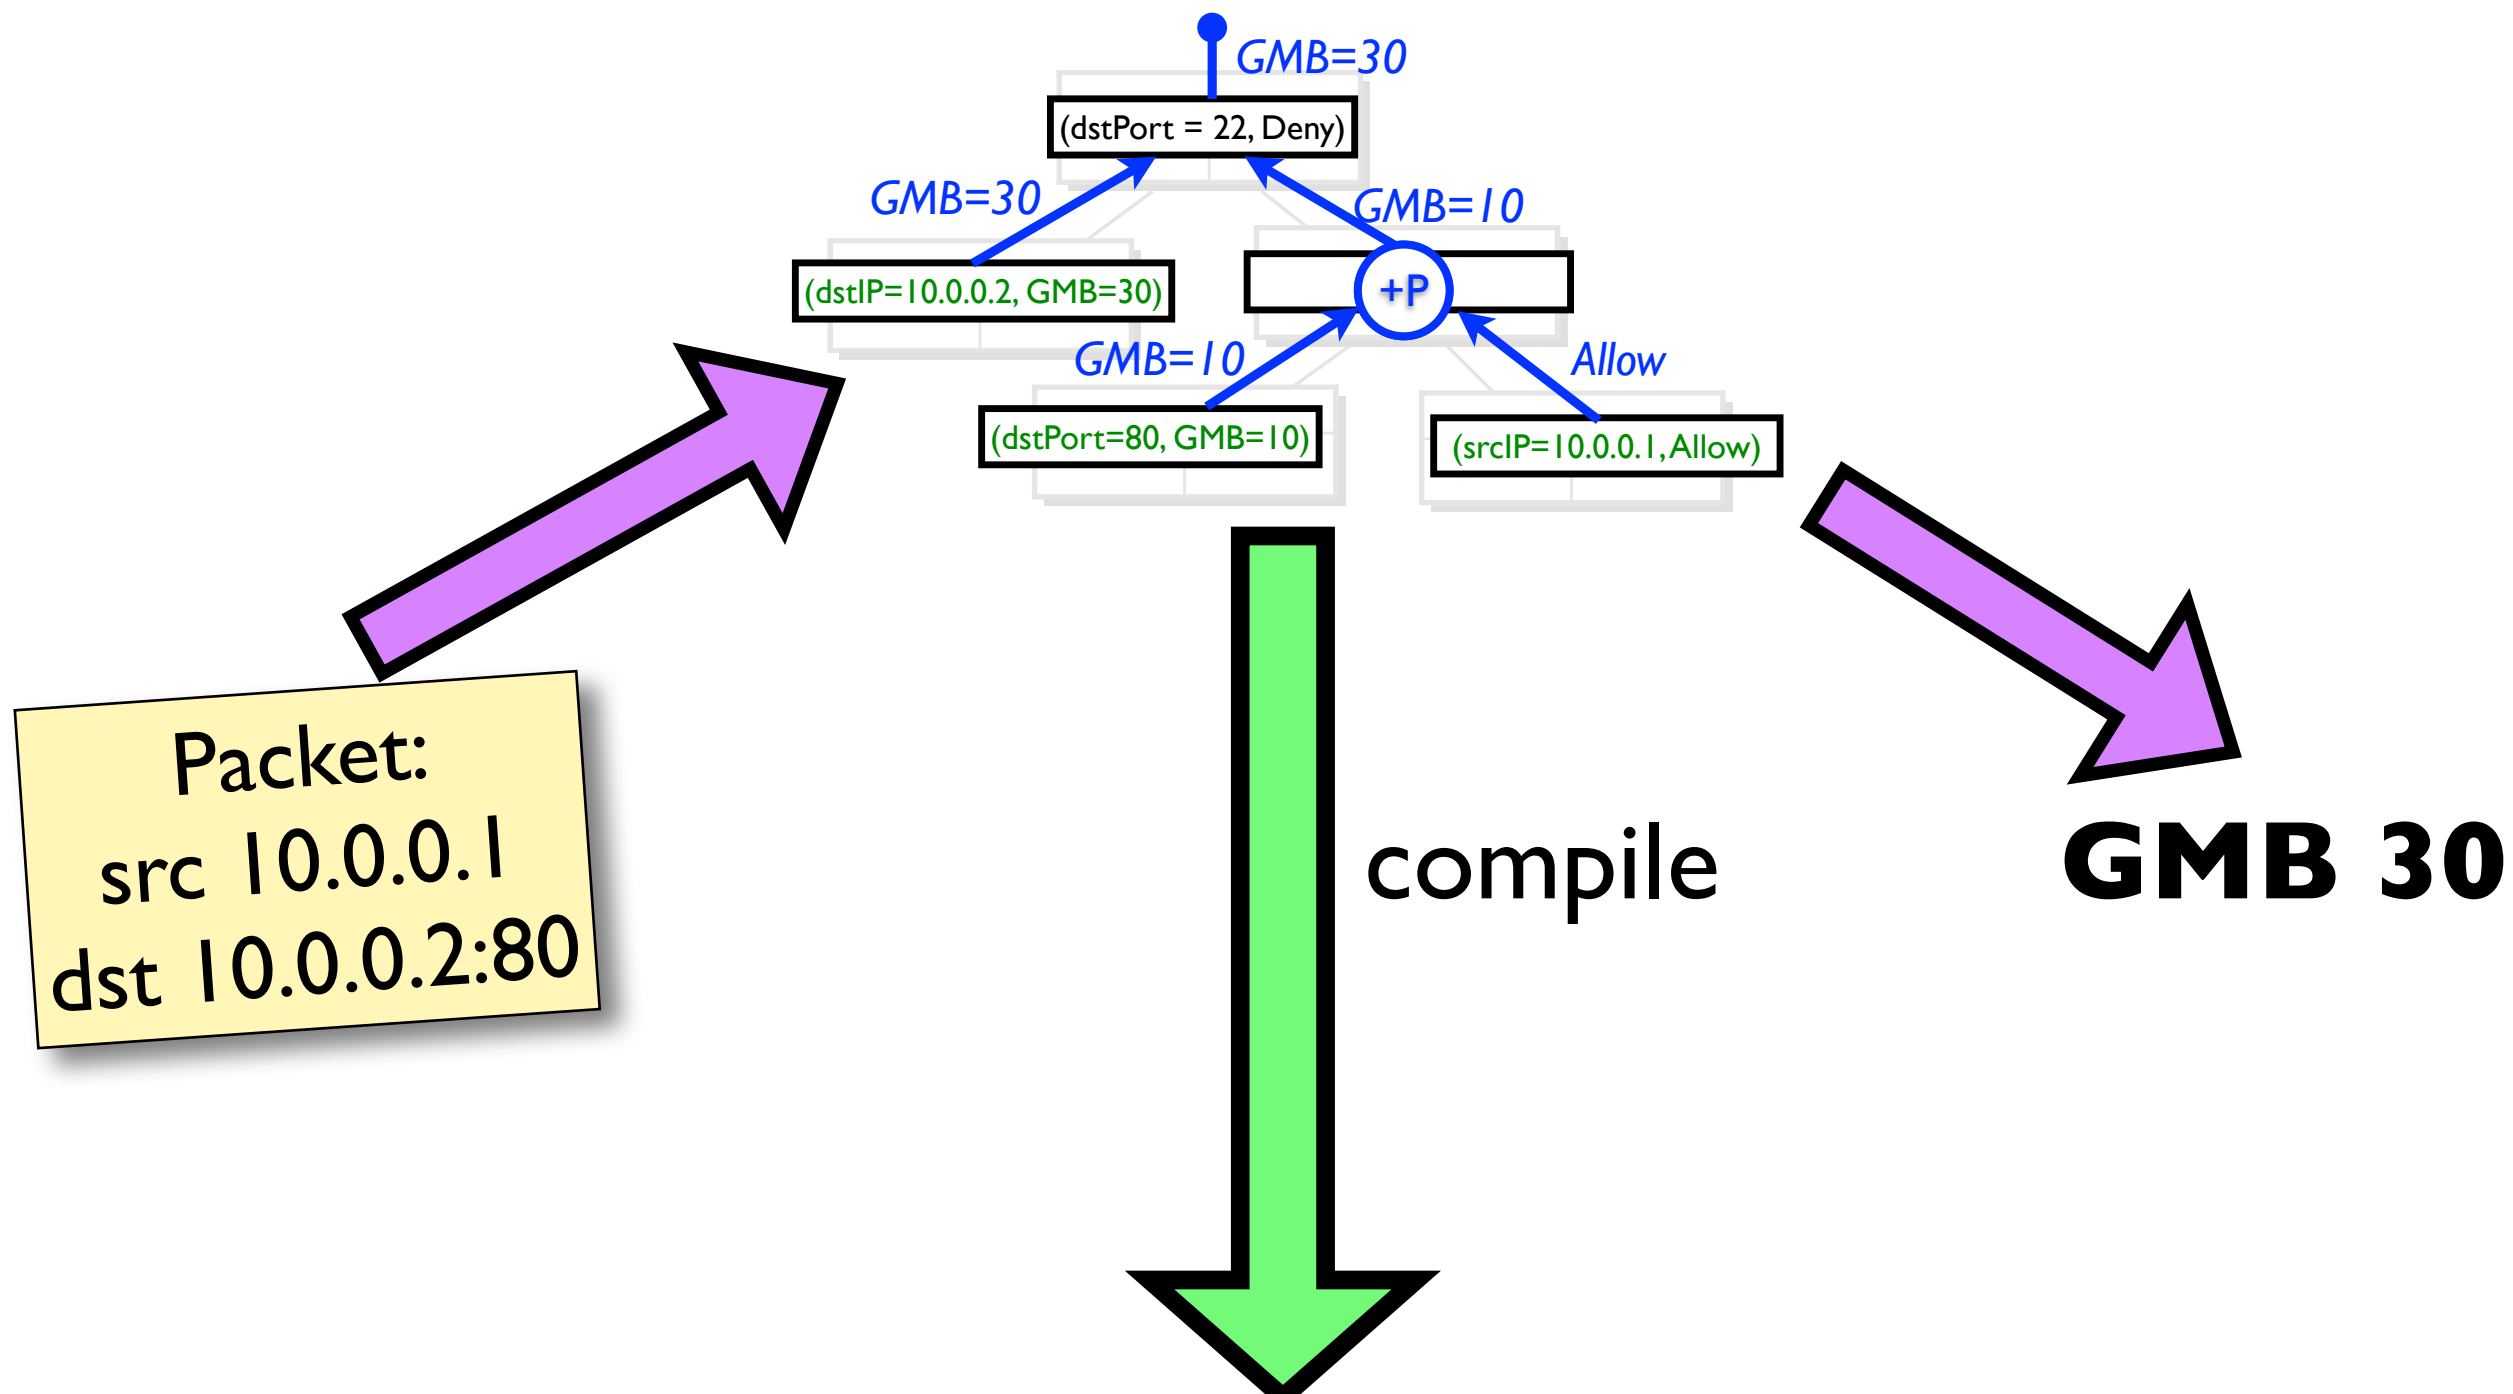 GMB=30
(dstPort = 22, Deny)
GMB=30
GMB=10
(dstIP=10.0.0.2, GMB=30)
+P
GMB=10
Allow
(dstPort=80, GMB=10)
(srcIP=10.0.0.1, Allow)
Packet:
src 10.0.0.1
dst 10.0.0.2:80
compile
GMB 30